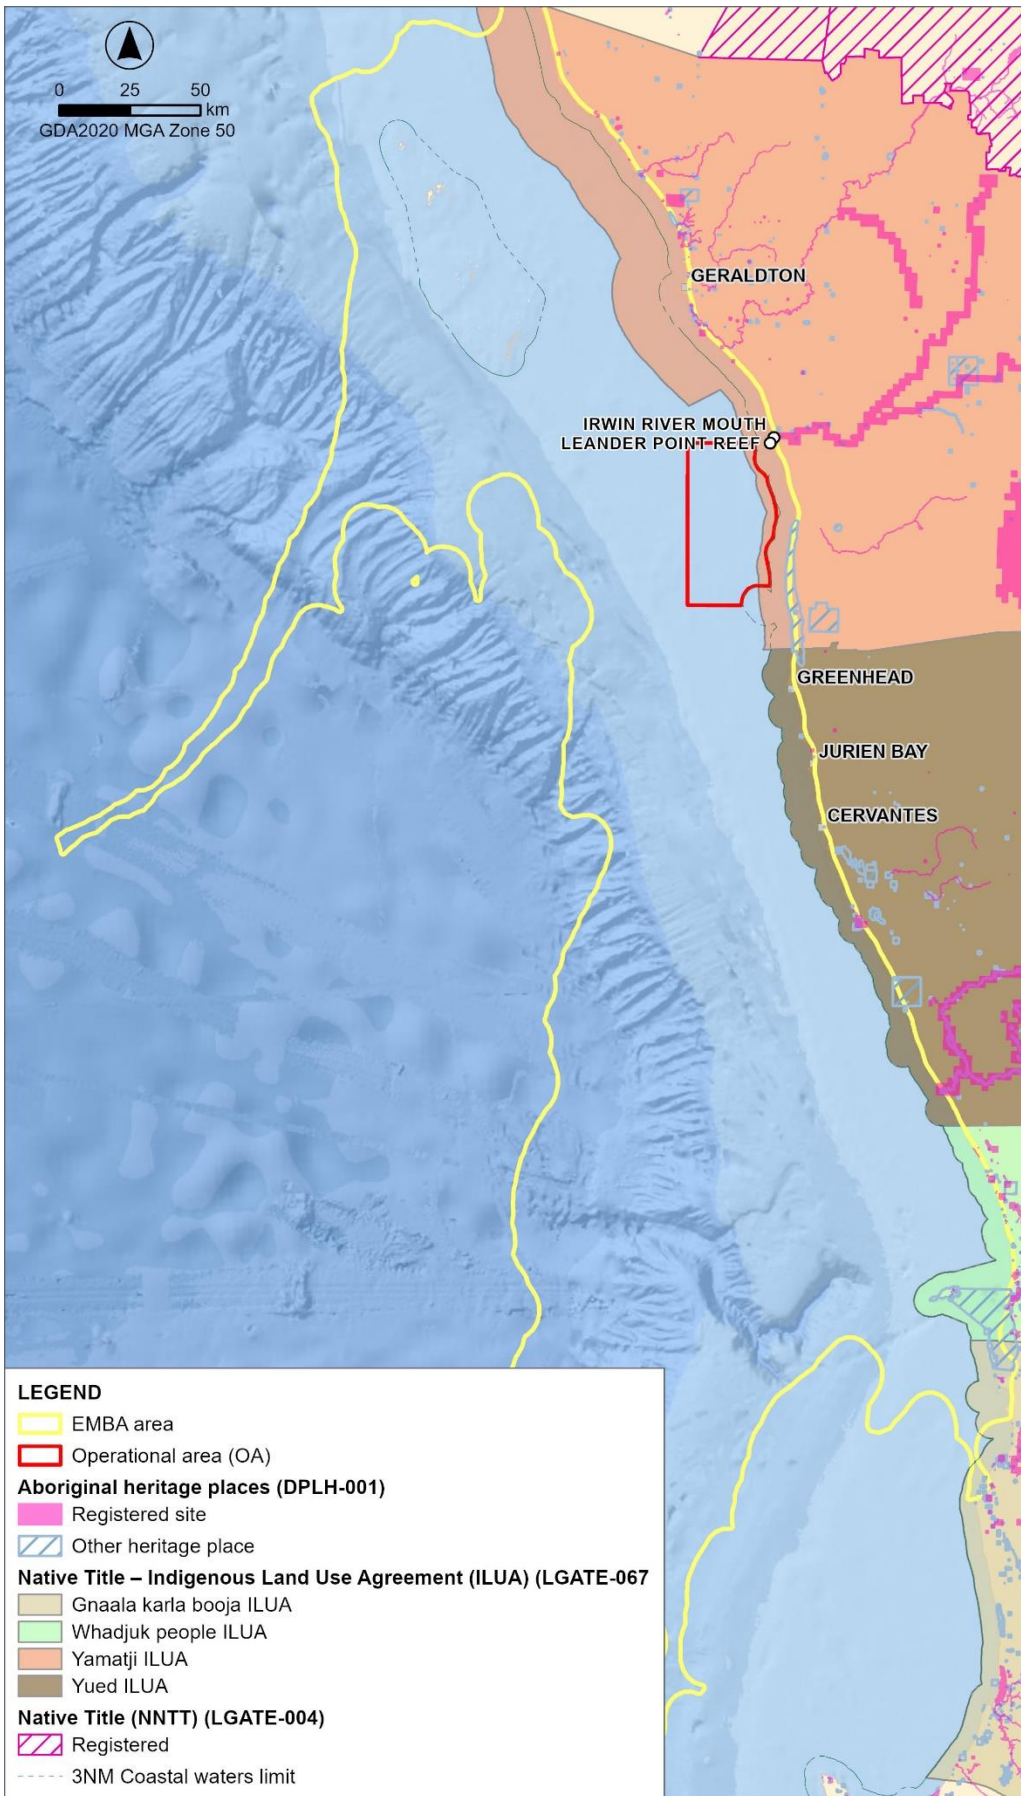 0 25 50
km
GDA2020 MGA Zone 50
GERALDTON
IRWIN RIVER MOUTH
LEANDER POINT REEF
GREENHEAD
JURIEN BAY
CERVANTES
LEGEND
EMBA area
Operational area (OA)
Aboriginal heritage places (DPLH-001)
Registered site
Other heritage place
Native Title – Indigenous Land Use Agreement (ILUA) (LGATE-067
Gnaala karla booja ILUA
Whadjuk people ILUA
Yamatji ILUA
Yued ILUA
Native Title (NNTT) (LGATE-004)
Registered
3NM Coastal waters limit